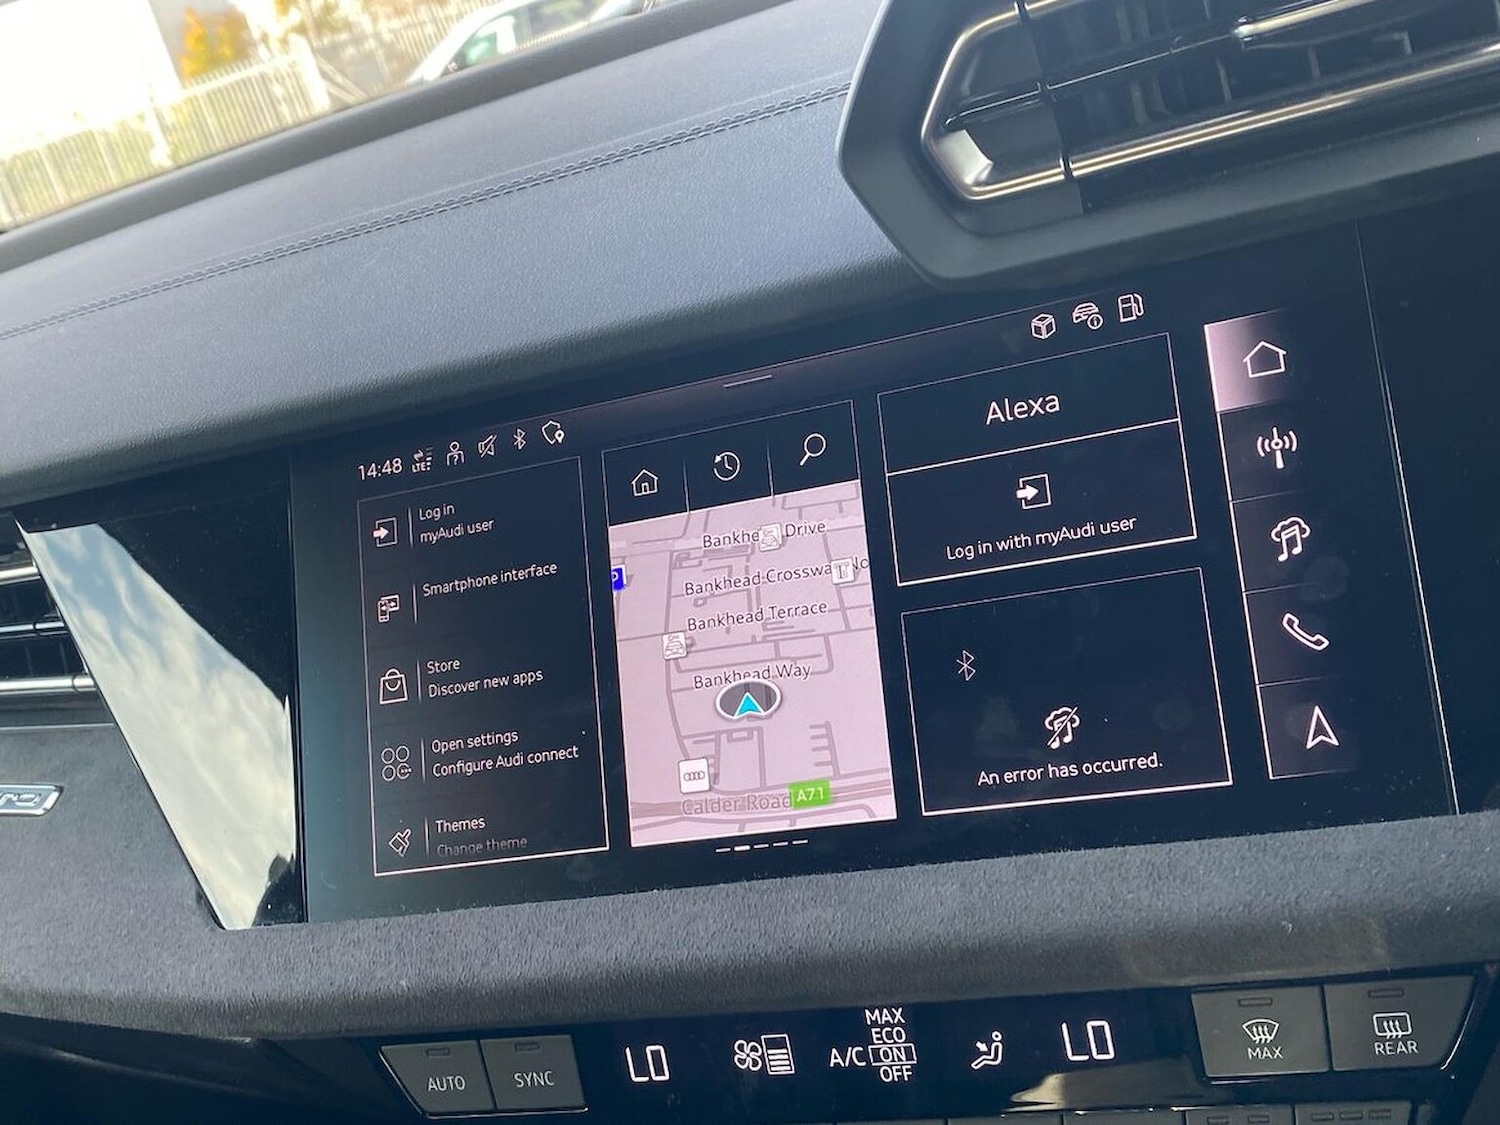 14:48
LTE
Log in
myAudi user
Smartphone interface
Store
Discover new apps
Open settings
Configure Audi connect
Themes
Change theme
Drive
Bankhead Terrace
Bankhead Way
Calder Road A71
Alexa
Log in with myAudi user
An error has occurred.
AUTO
SYNC
LO
MAX
ECO
A/C ON
OFF
LO
MAX
REAR